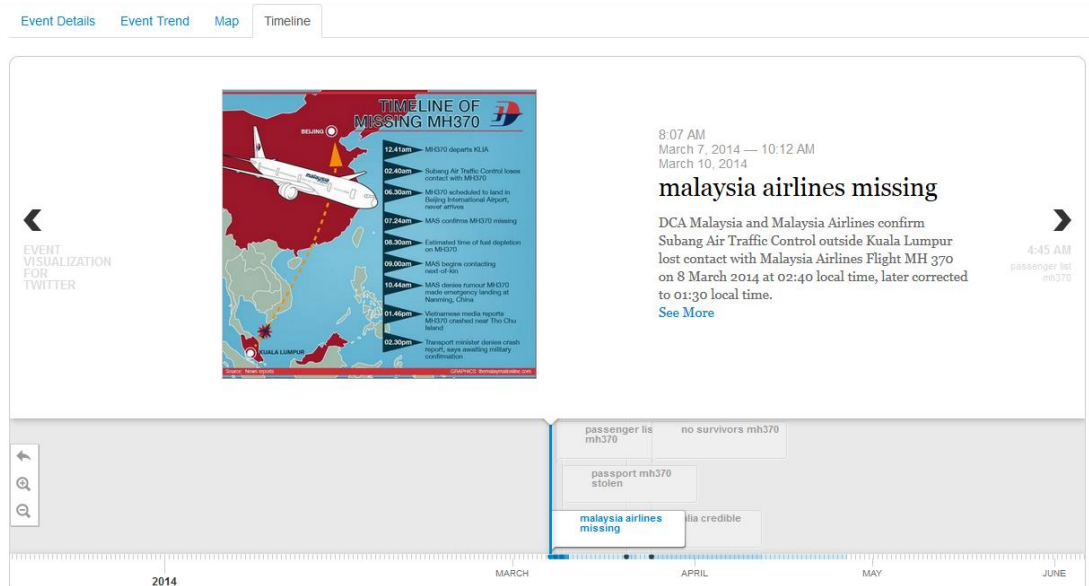 Event Details
Event Trend
Map
Timeline
TIMELINE OF
MISSING MH370
BEIJING
KUALA LUMPUR
malaysia
12.41am MH370 departs KLIA
02.40am Subang Air Traffic Control loses
contact with MH370
06.30am MH370 scheduled to land in
Beijing International Airport,
never arrives
07.24am MAS confirms MH370 missing
08.30am Estimated time of fuel depletion
on MH370
09.00am MAS begins contacting
next-of-kin
10.44am MAS denies rumour MH370
made emergency landing at
Nanming, China
01.46pm Vietnamese media reports
MH370 crashed near Tho Chu
Island
02.30pm Transport minister denies crash
report, says awaiting military
confirmation
Source: News reports
GRAPHICS: themalaymailonline.com
8:07 AM
March 7, 2014 — 10:12 AM
March 10, 2014
malaysia airlines missing
DCA Malaysia and Malaysia Airlines confirm
Subang Air Traffic Control outside Kuala Lumpur
lost contact with Malaysia Airlines Flight MH 370
on 8 March 2014 at 02:40 local time, later corrected
to 01:30 local time.
See More
EVENT
VISUALIZATION
FOR
TWITTER
4:45 AM
passenger list
mh370
passenger lis
mh370
no survivors mh370
passport mh370
stolen
malaysia airlines
missing
lia credible
2014
MARCH
APRIL
MAY
JUNE